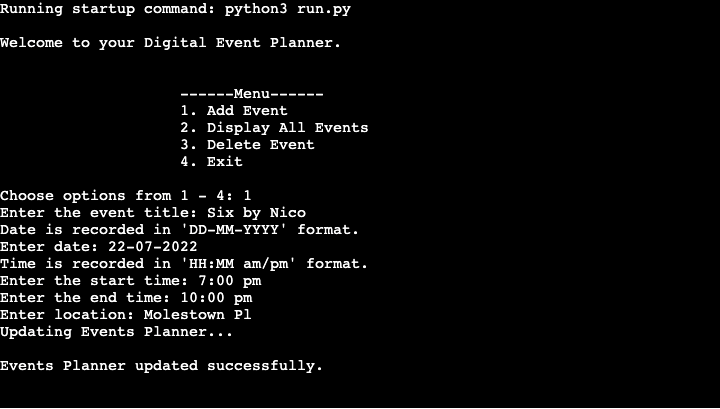 Running startup command: python3 run.py
Welcome to your Digital Event Planner.
------Menu------
1. Add Event
2. Display All Events
3. Delete Event
4. Exit
Choose options from 1 - 4: 1
Enter the event title: Six by Nico
Date is recorded in 'DD-MM-YYYY' format.
Enter date: 22-07-2022
Time is recorded in 'HH:MM am/pm' format.
Enter the start time: 7:00 pm
Enter the end time: 10:00 pm
Enter location: Molestown Pl
Updating Events Planner...
Events Planner updated successfully.